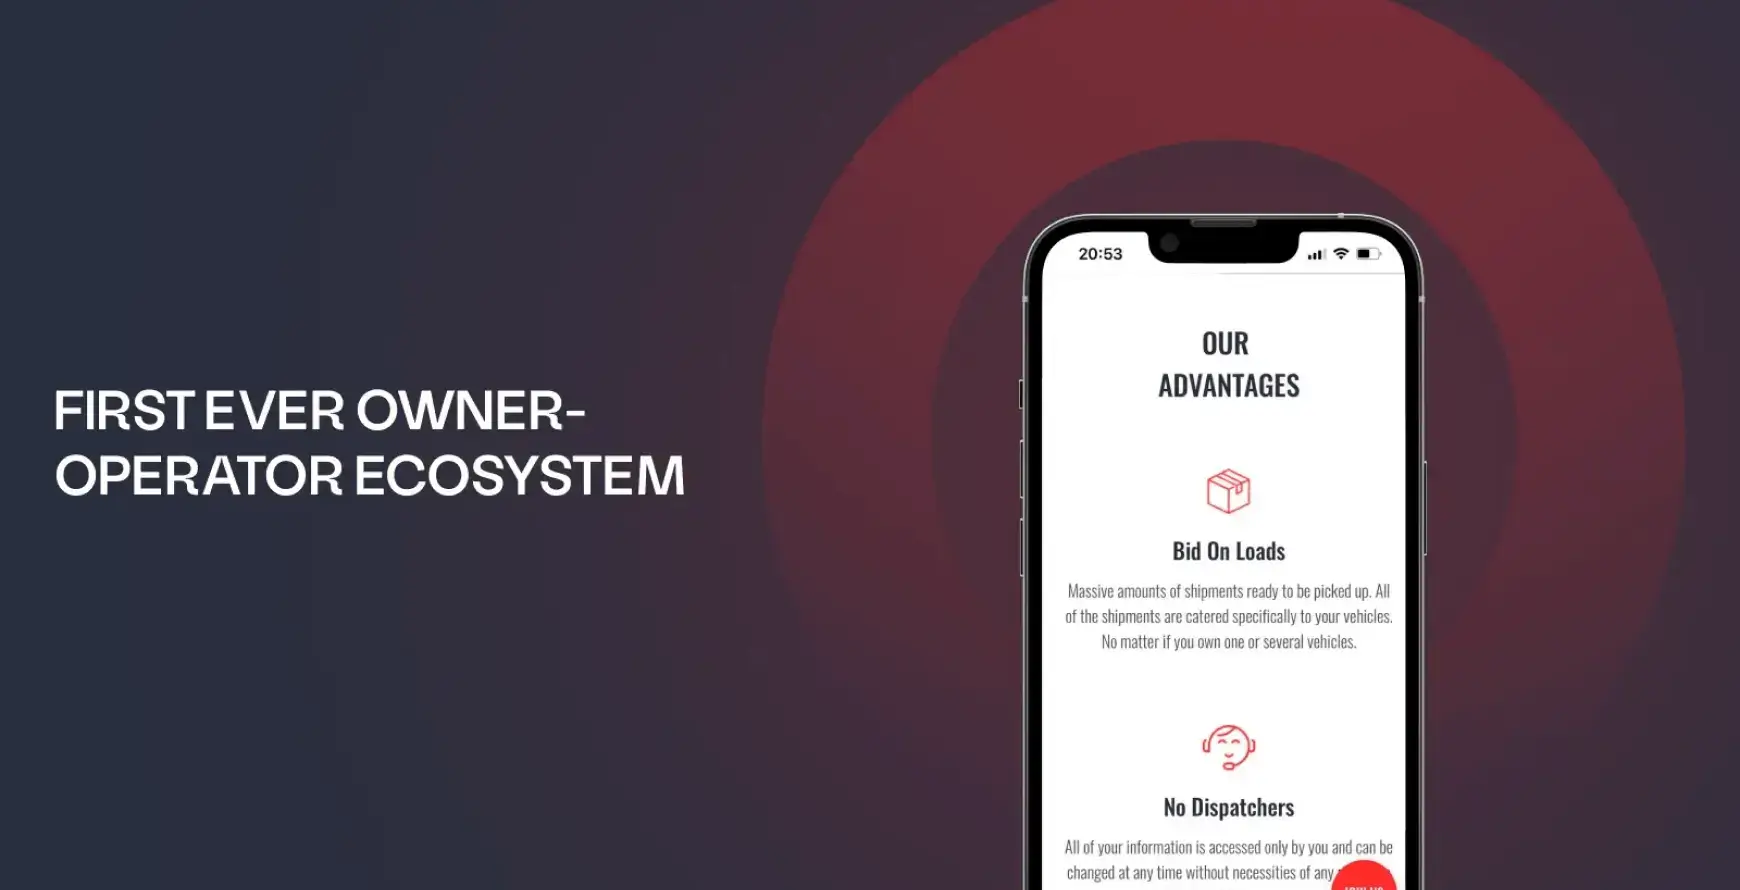 FIRST EVER OWNER-
OPERATOR ECOSYSTEM
20:53
OUR
ADVANTAGES
Bid On Loads
Massive amounts of shipments ready to be picked up. All
of the shipments are catered specifically to your vehicles.
No matter if you own one or several vehicles.
No Dispatchers
All of your information is accessed only by you and can be
changed at any time without necessities of any